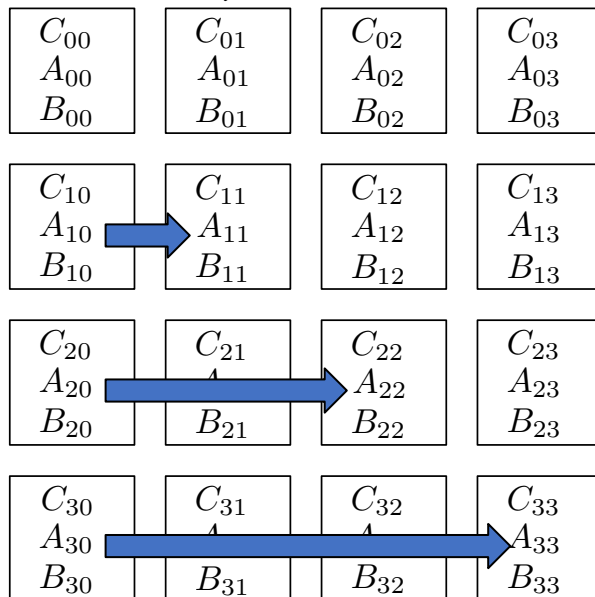 C₀₀ C₀₁ C₀₂ C₀₃
A₀₀ A₀₁ A₀₂ A₀₃
B₀₀ B₀₁ B₀₂ B₀₃
C₁₀ C₁₁ C₁₂ C₁₃
A₁₀ A₁₁ A₁₂ A₁₃
B₁₀ B₁₁ B₁₂ B₁₃
C₂₀ C₂₁ C₂₂ C₂₃
A₂₀ A₂₂ A₂₃
B₂₀ B₂₁ B₂₂ B₂₃
C₃₀ C₃₁ C₃₂ C₃₃
A₃₀ A₃₃
B₃₀ B₃₁ B₃₂ B₃₃